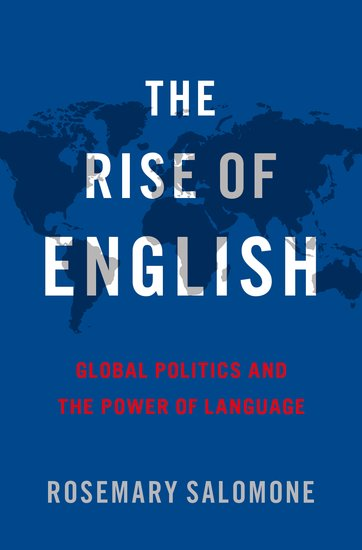 THE
RISE OF
ENGLISH
GLOBAL POLITICS AND
THE POWER OF LANGUAGE
ROSEMARY SALOMONE